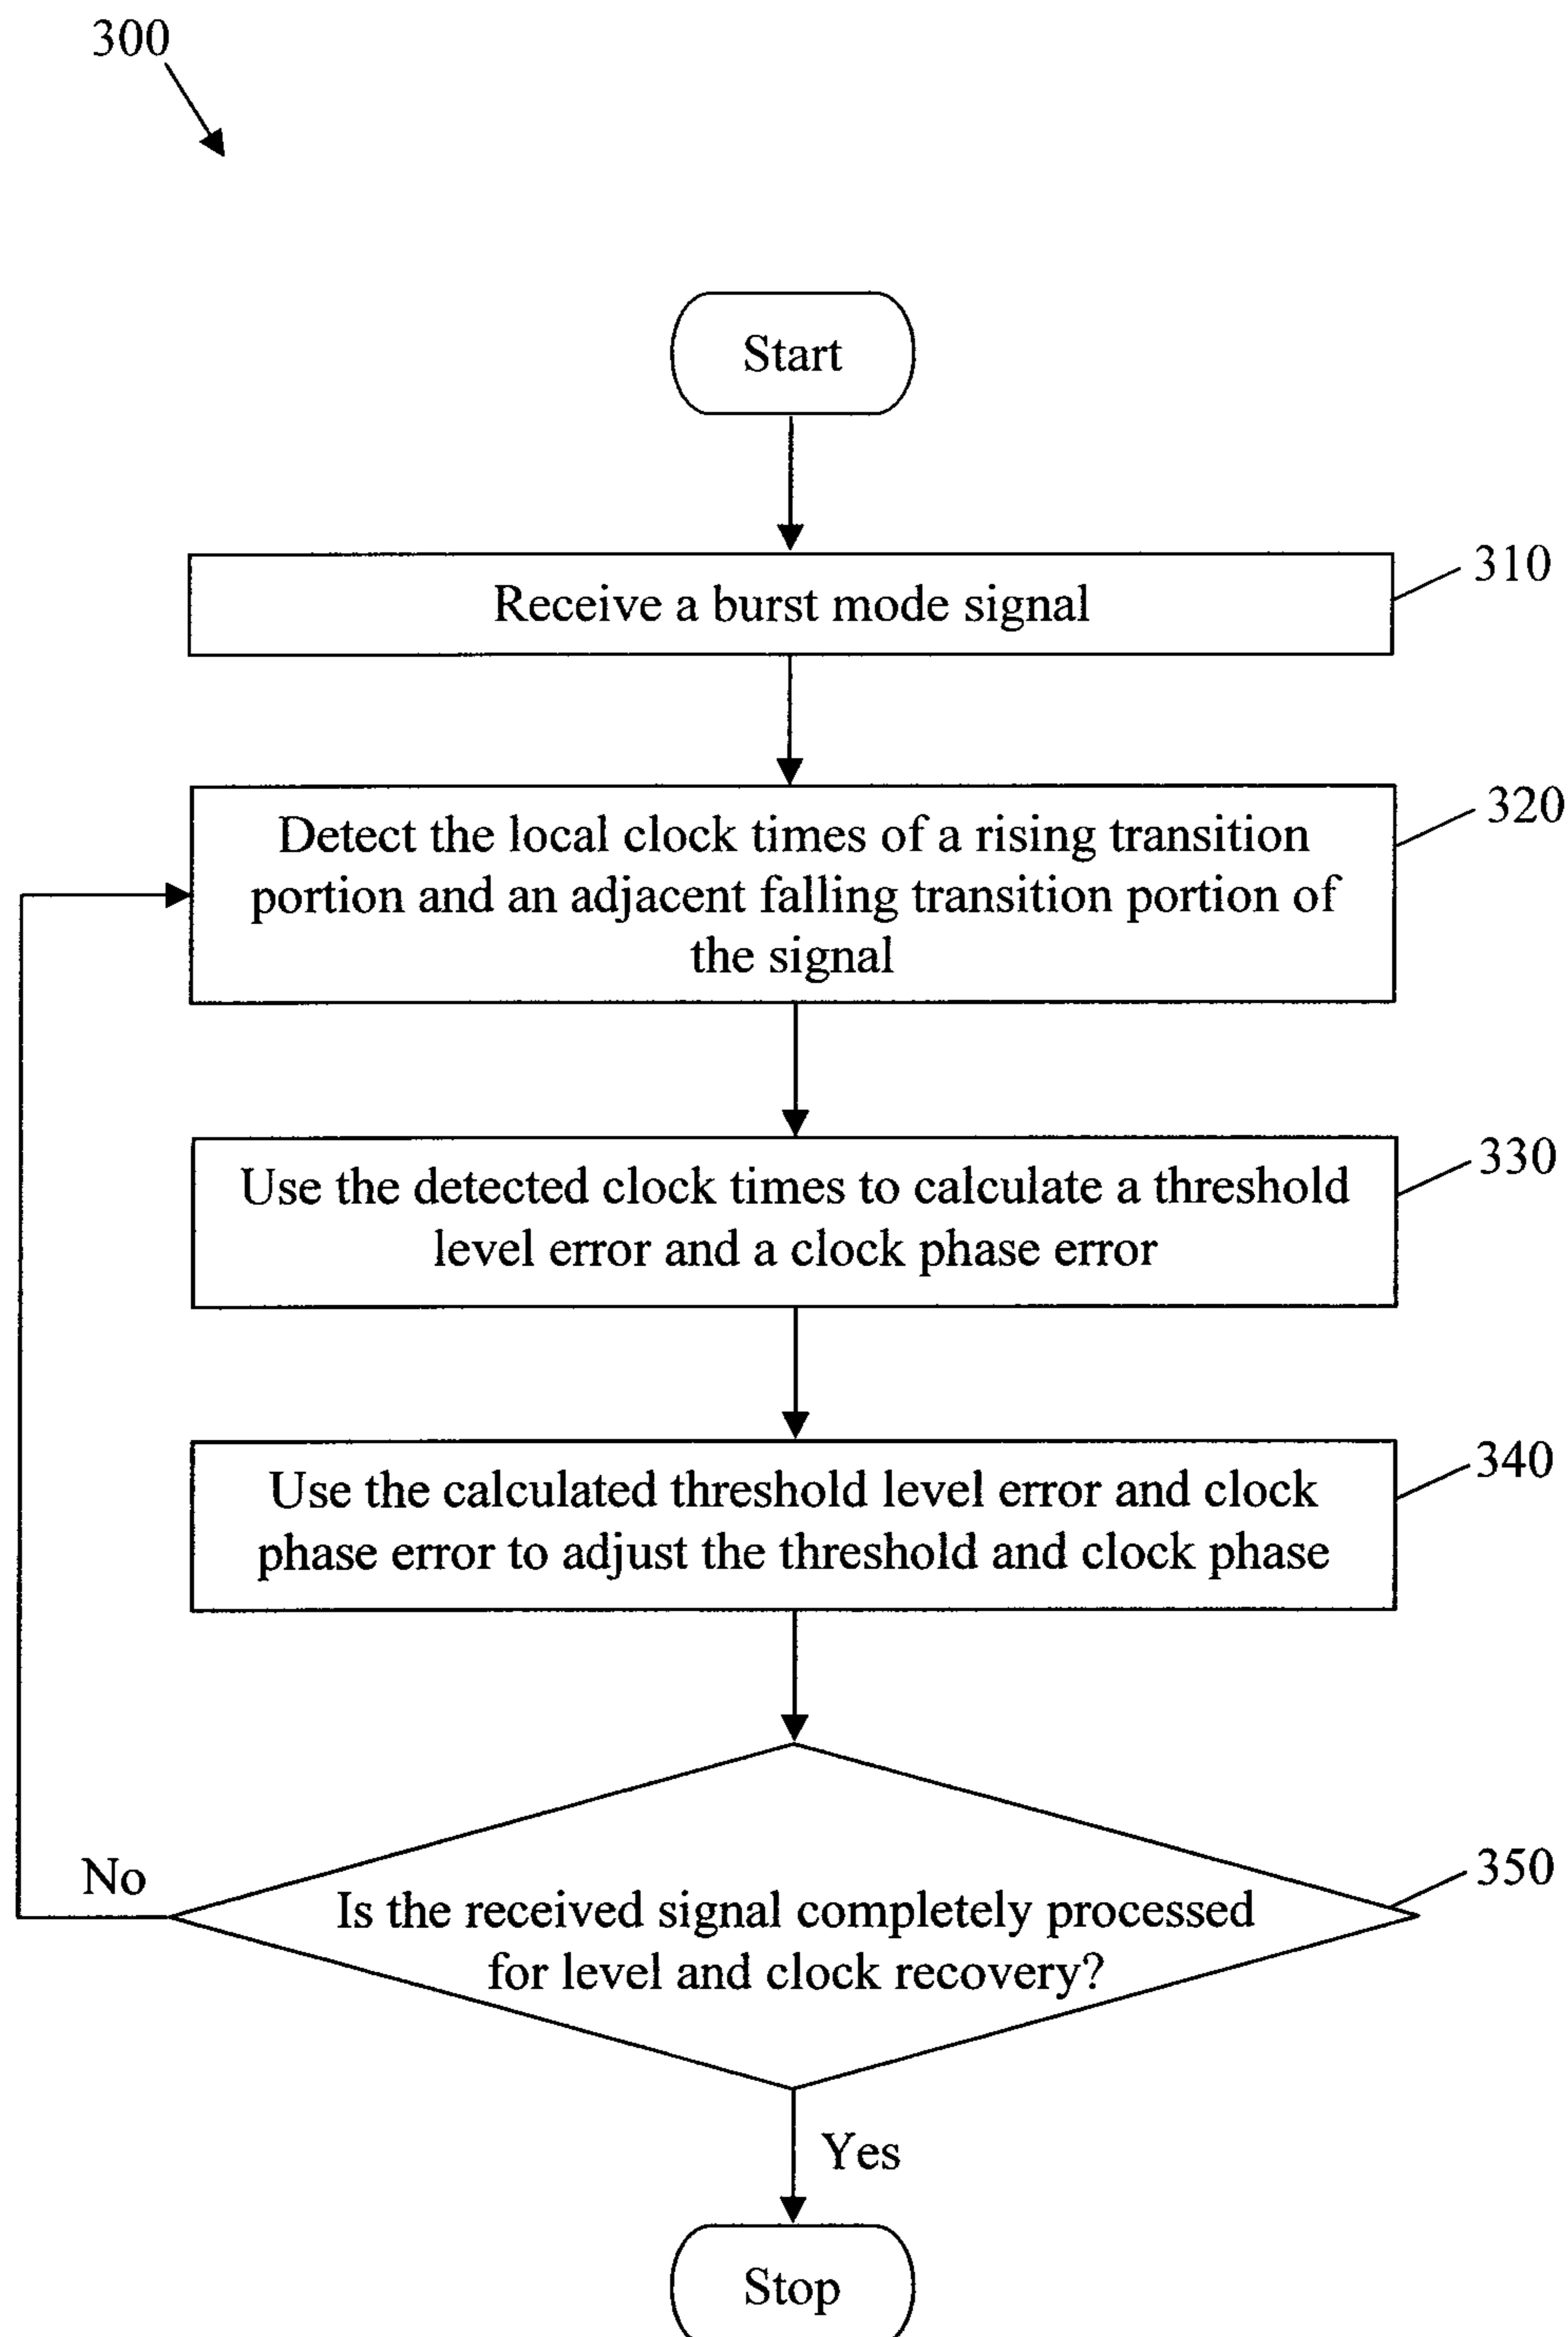 300
Start
Receive a burst mode signal
310
Detect the local clock times of a rising transition
portion and an adjacent falling transition portion of
the signal
320
Use the detected clock times to calculate a threshold
level error and a clock phase error
330
Use the calculated threshold level error and clock
phase error to adjust the threshold and clock phase
340
Is the received signal completely processed
for level and clock recovery?
350
No
Yes
Stop